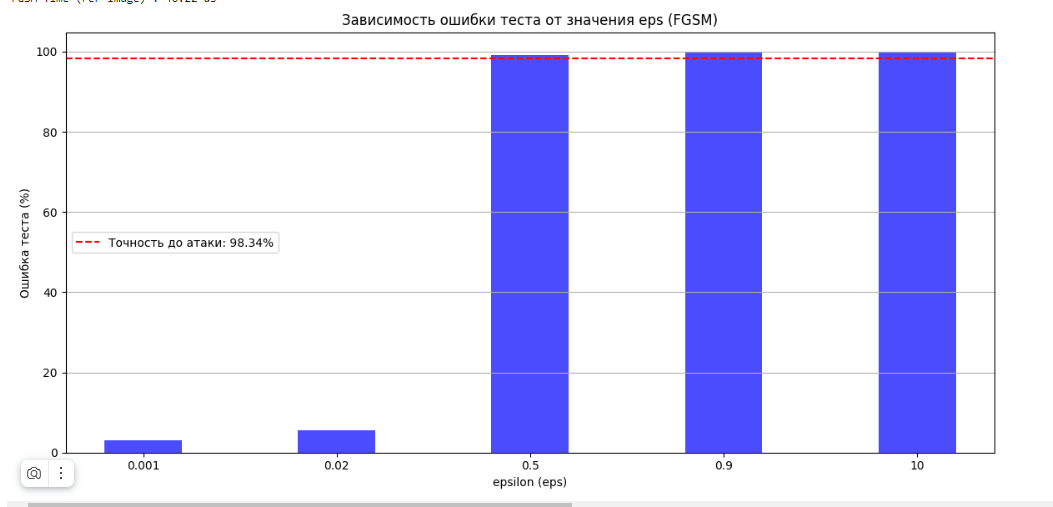 Зависимость ошибки теста от значения eps (FGSM)
100
80
60
40
20
0
Ошибка теста (%)
Точность до атаки: 98.34%
0.001 0.02 0.5 0.9 10
epsilon (eps)